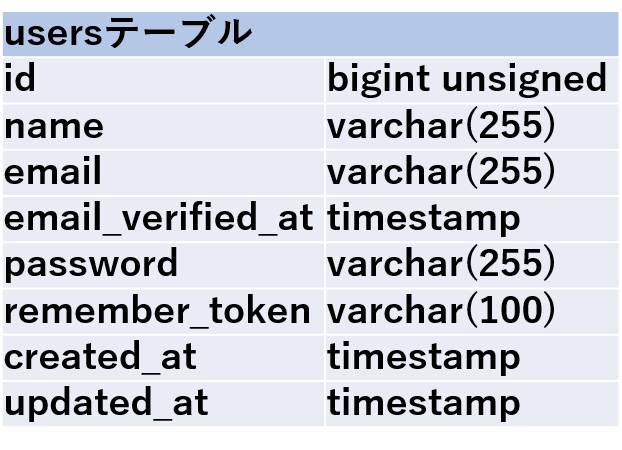 usersテーブル
id bigint unsigned
name varchar(255)
email varchar(255)
email_verified_at timestamp
password varchar(255)
remember_token varchar(100)
created_at timestamp
updated_at timestamp